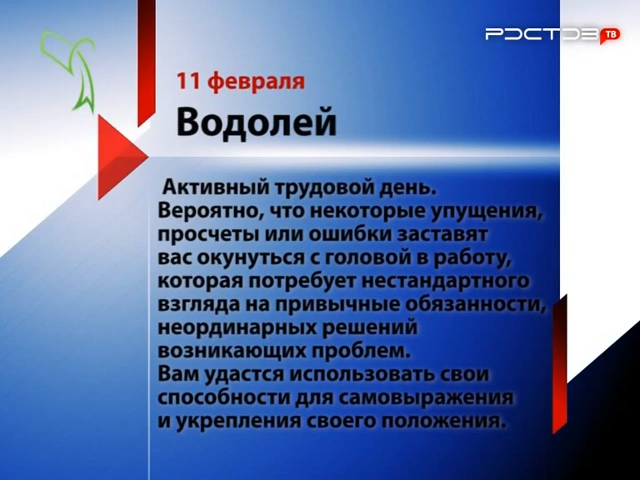 РОСТОВ ТВ
11 февраля
Водолей
Активный трудовой день.
Вероятно, что некоторые упущения,
просчеты или ошибки заставят
вас окунуться с головой в работу,
которая потребует нестандартного
взгляда на привычные обязанности,
неординарных решений
возникающих проблем.
Вам удастся использовать свои
способности для самовыражения
и укрепления своего положения.